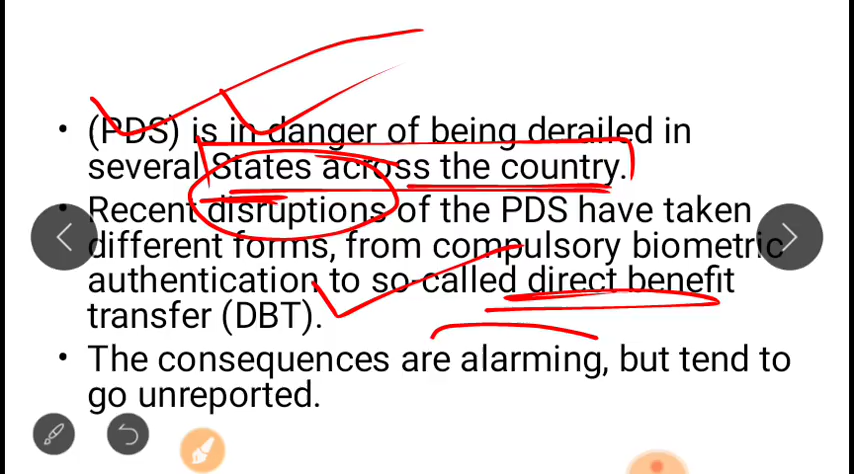 • (PDS) is in danger of being derailed in
several States across the country.
• Recent disruptions of the PDS have taken
different forms, from compulsory biometric
authentication to so-called direct benefit
transfer (DBT).
• The consequences are alarming, but tend to
go unreported.